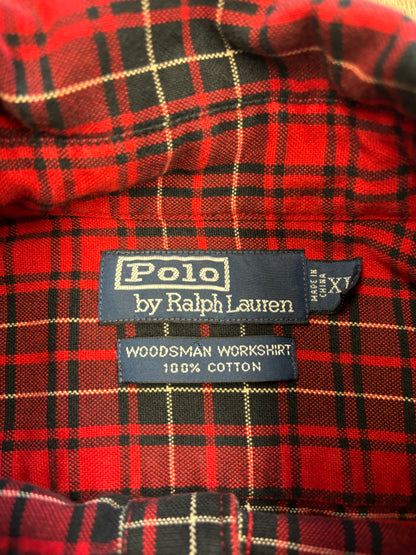 Polo
by Ralph Lauren
MADE IN
CHINA
XL
WOODSMAN WORKSHIRT
100% COTTON